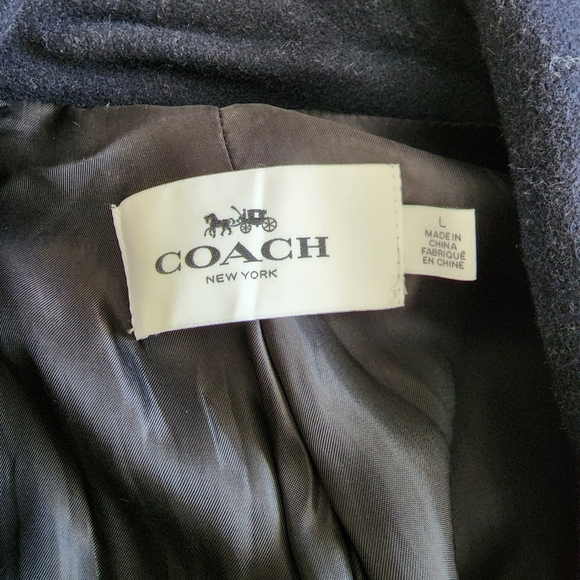 COACH
NEW YORK
L
MADE IN
CHINA
FABRIQUÉ
EN CHINE